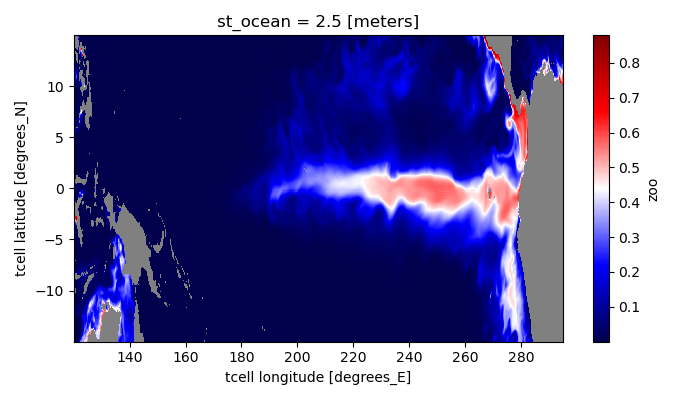 st_ocean = 2.5 [meters]
tcell latitude [degrees_N]
10
5
0
−5
−10
140 160 180 200 220 240 260 280
tcell longitude [degrees_E]
0.8
0.7
0.6
0.5
0.4
0.3
0.2
0.1
zoo